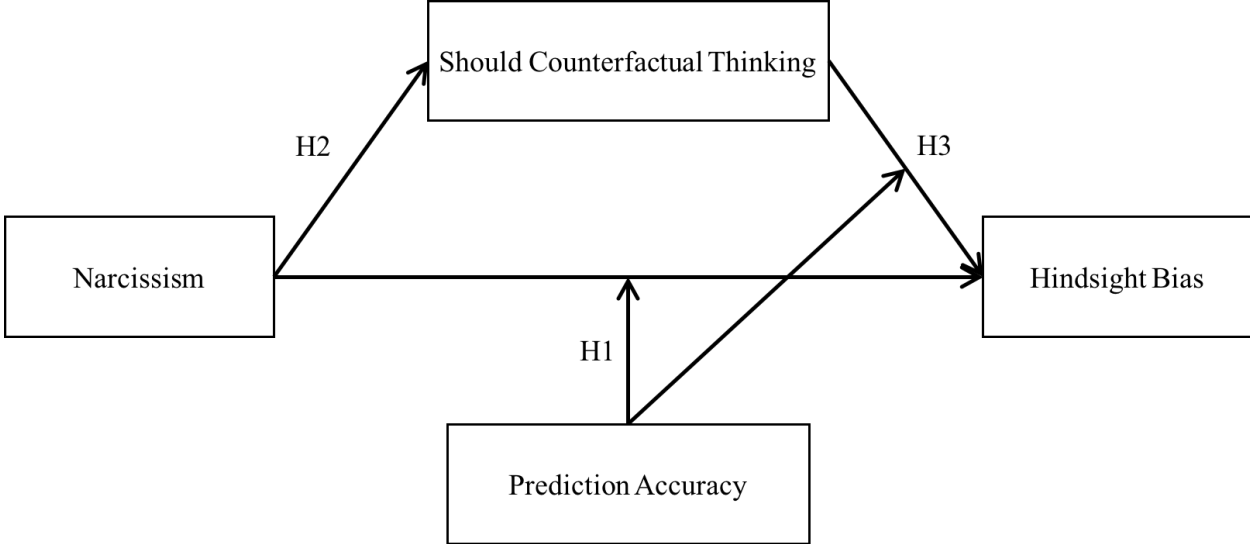 Should Counterfactual Thinking
H2
H3
Narcissism
Hindsight Bias
H1
Prediction Accuracy